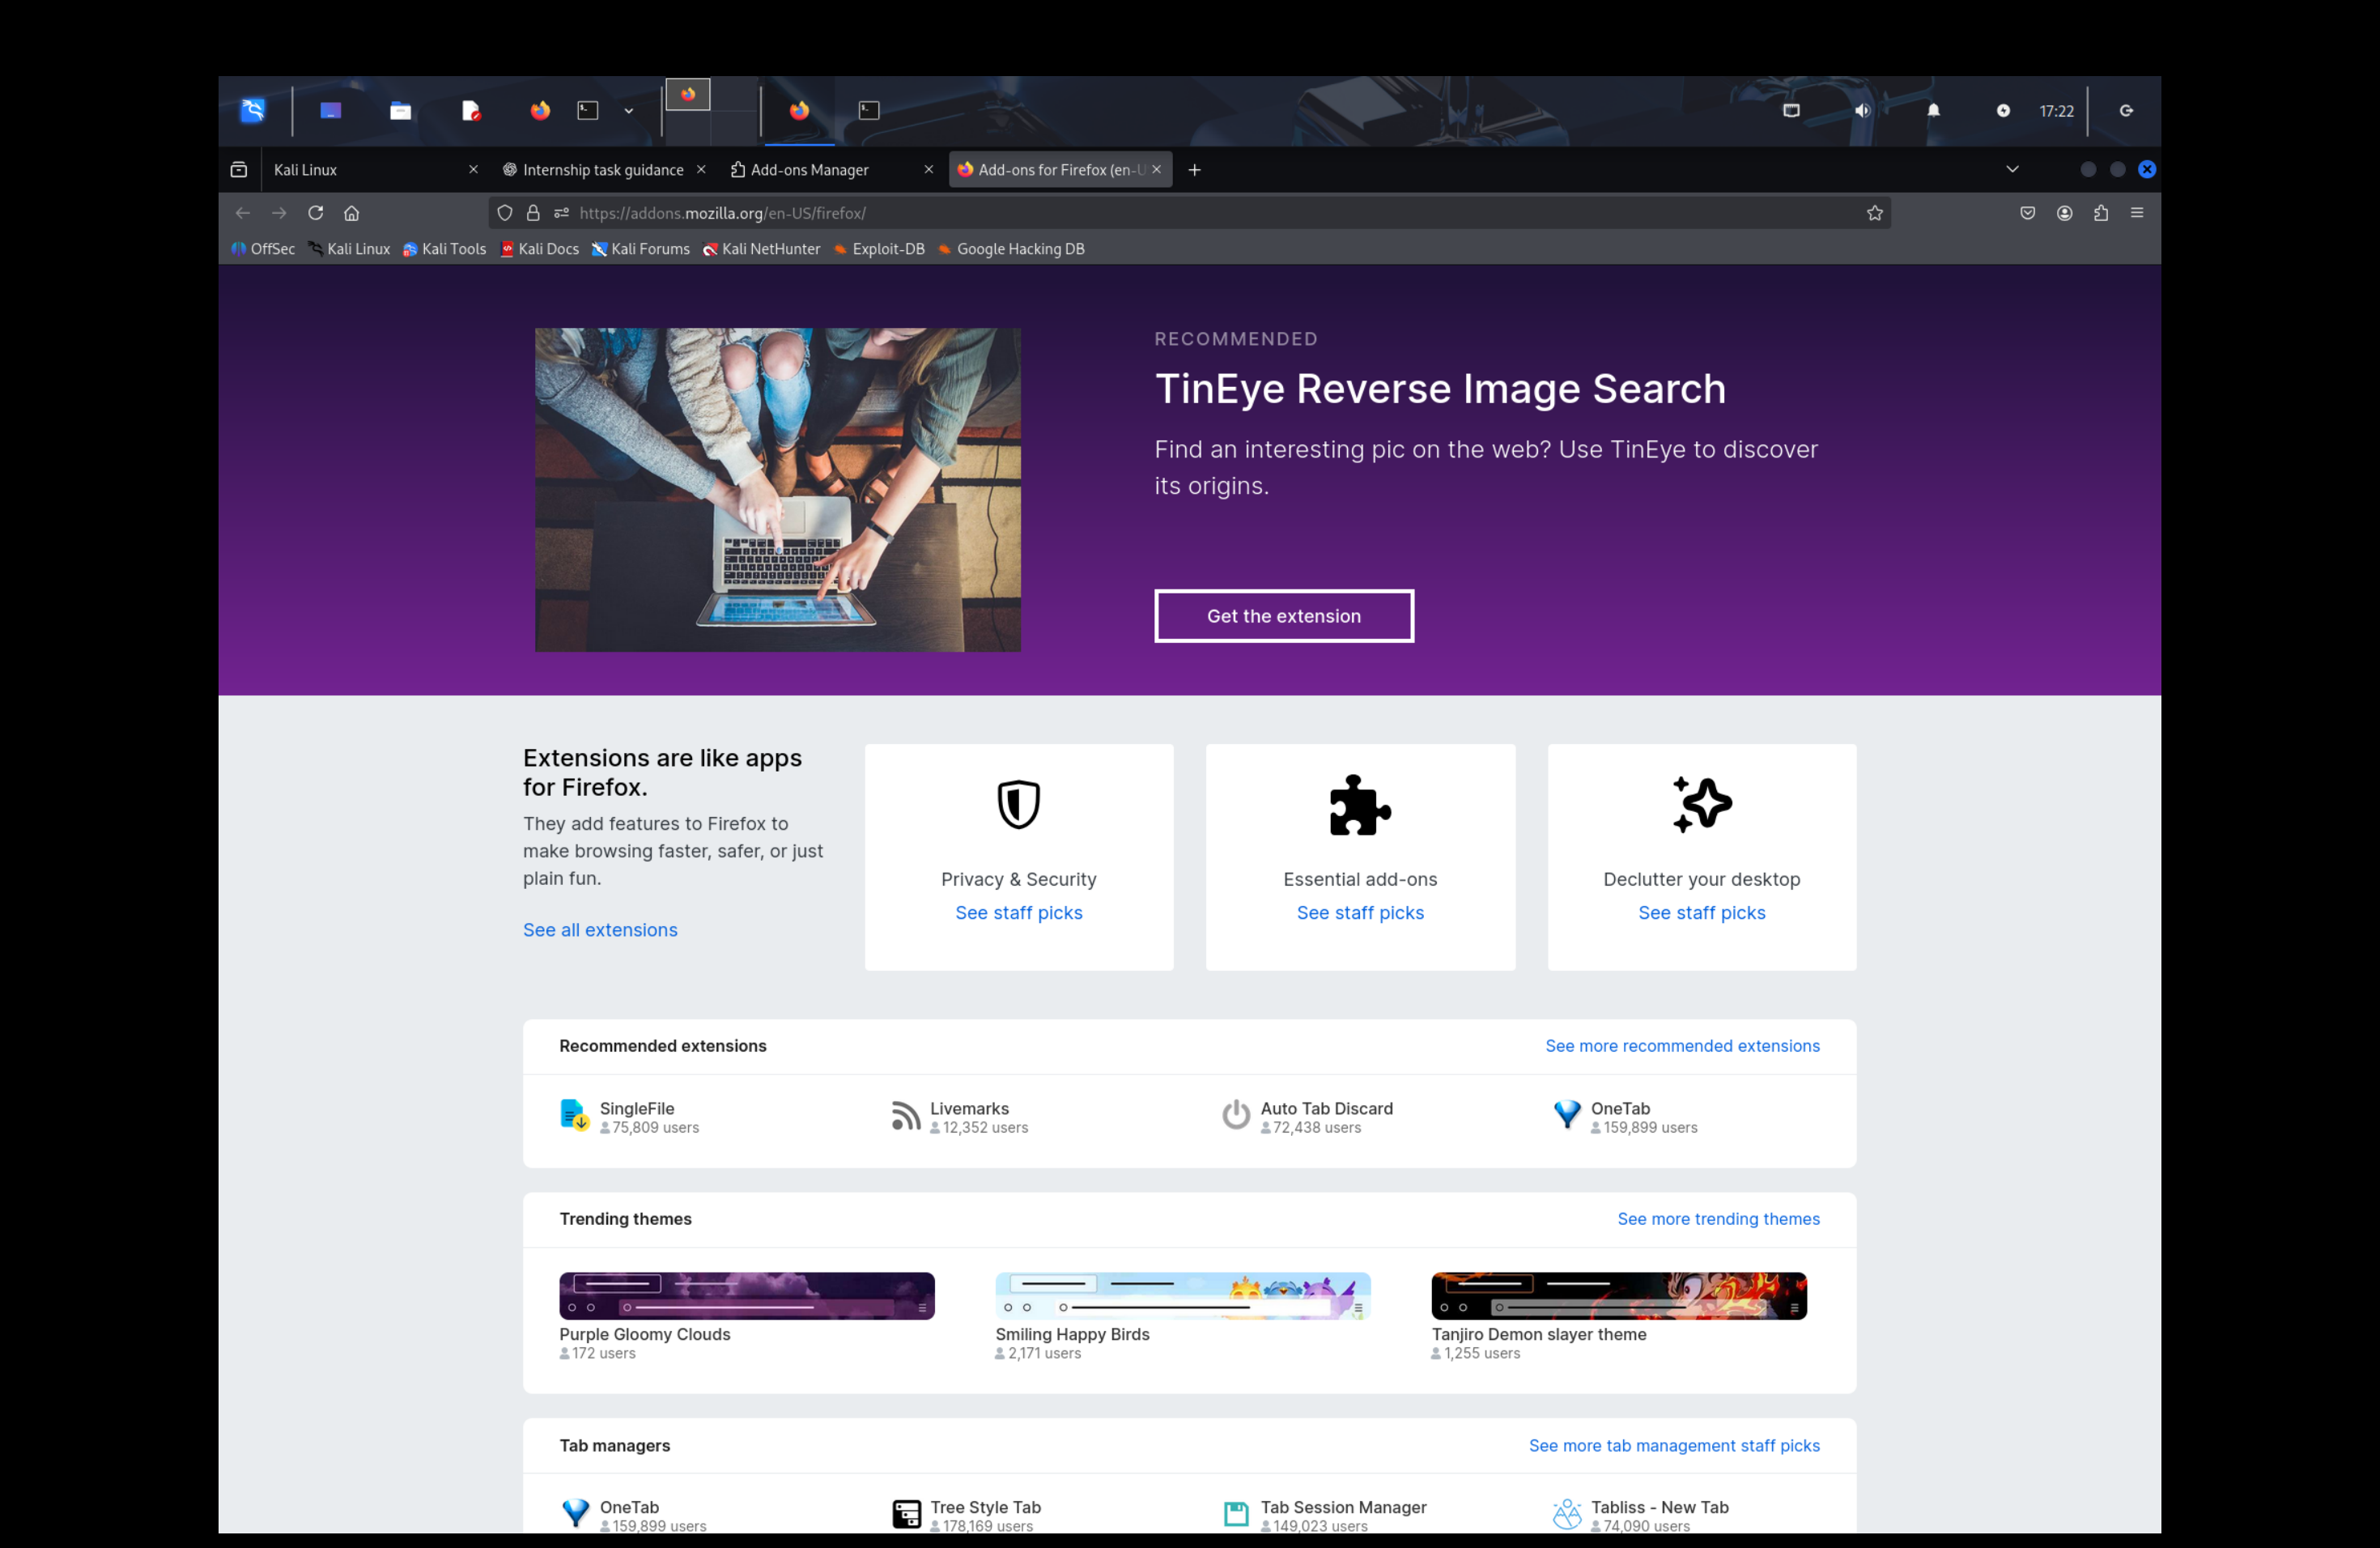 17:22
Kali Linux
Internship task guidance
Add-ons Manager
Add-ons for Firefox (en-U
https://addons.mozilla.org/en-US/firefox/
OffSec Kali Linux Kali Tools Kali Docs Kali Forums Kali NetHunter Exploit-DB Google Hacking DB
RECOMMENDED
TinEye Reverse Image Search
Find an interesting pic on the web? Use TinEye to discover
its origins.
Get the extension
Extensions are like apps
for Firefox.
They add features to Firefox to
make browsing faster, safer, or just
plain fun.
See all extensions
Privacy & Security
See staff picks
Essential add-ons
See staff picks
Declutter your desktop
See staff picks
Recommended extensions
See more recommended extensions
SingleFile
75,809 users
Livemarks
12,352 users
Auto Tab Discard
72,438 users
OneTab
159,899 users
Trending themes
See more trending themes
Purple Gloomy Clouds
172 users
Smiling Happy Birds
2,171 users
Tanjiro Demon slayer theme
1,255 users
Tab managers
See more tab management staff picks
OneTab
159,899 users
Tree Style Tab
178,169 users
Tab Session Manager
149,023 users
Tabliss - New Tab
74,090 users